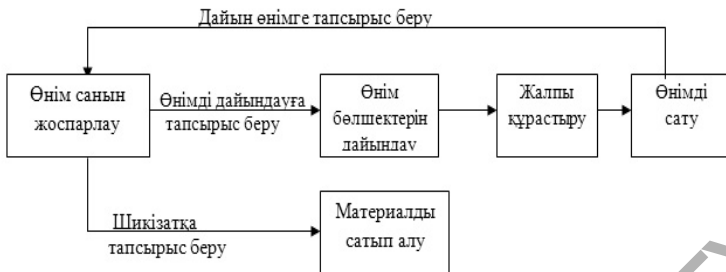 Дайын өнімге тапсырыс беру
Өнім санын
жоспарлау
Өнімді дайындауға
тапсырыс беру
Өнім
бөлшектерін
дайындау
Жалпы
құрастыру
Өнімді
сату
Шикізатқа
тапсырыс беру
Материалды
сатып алу